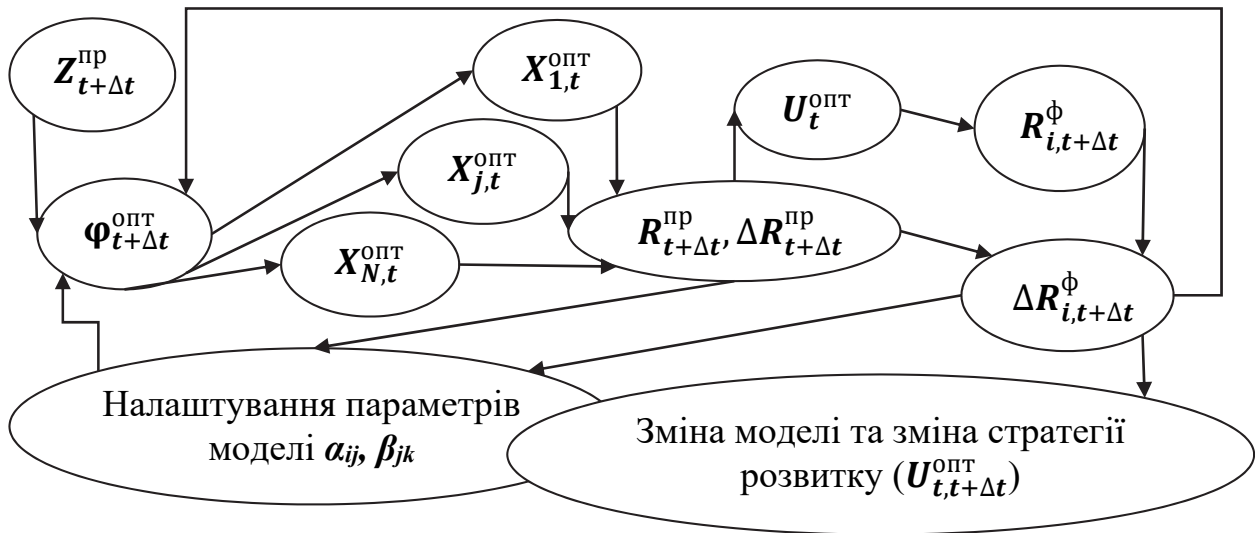 Z^пр_{t+Δt}
X^опт_{1,t}
U^опт_t
R^ф_{i,t+Δt}
X^опт_{j,t}
φ^опт_{t+Δt}
R^пр_{t+Δt}, ΔR^пр_{t+Δt}
X^опт_{N,t}
ΔR^ф_{i,t+Δt}
Налаштування параметрів
моделі α_{ij}, β_{jk}
Зміна моделі та зміна стратегії
розвитку (U^опт_{t,t+Δt})